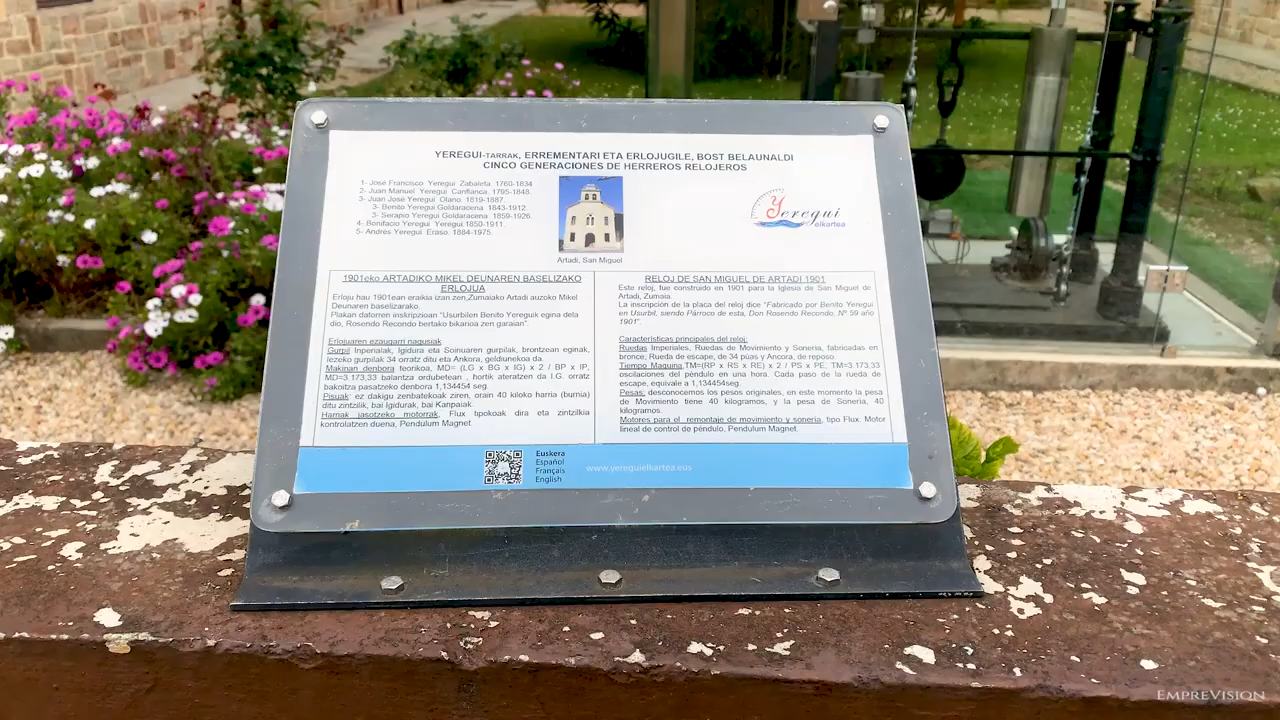 YEREGUI-TARRAK, ERREMENTARI ETA ERLOJUGILE, BOST BELAUNALDI
CINCO GENERACIONES DE HERREROS RELOJEROS
1- José Francisco Yeregui Zabaleta. 1760-1834
2- Juan Manuel Yeregui Canflanca. 1795-1848.
3- Juan José Yeregui Olano. 1819-1887.
3- Benito Yeregui Goldaracena 1843-1912.
3- Serapio Yeregui Goldaracena 1859-1926.
4- Bonifacio Yeregui Yeregui.1850-1911.
5- Andrés Yeregui Eraso. 1884-1975.
Artadi, San Miguel
Yeregui
elkartea
1901eko ARTADIKO MIKEL DEUNAREN BASELIZAKO
ERLOJUA
Erloju hau 1901ean eraikia izan zen,Zumaiako Artadi auzoko Mikel
Deunaren baselizarako.
Plakan datorren inskripzioan "Usurbilen Benito Yereguik egina dela
dio, Rosendo Recondo bertako bikarioa zen garaian".
Erlojuaren ezaugarri nagusiak
Gurpil Inperialak, Igidura eta Soinuaren gurpilak, brontzean eginak,
Iezeko gurpilak 34 orratz ditu eta Ankora, geldunekoa da.
Makinan denbora teorikoa, MD= (LG x BG x IG) x 2 / BP x IP,
MD=3.173,33 balantza ordubetean , hortik ateratzen da I.G. orratz
bakoitza pasatzeko denbora 1,134454 seg.
Pisuak: ez dakigu zenbatekoak ziren, orain 40 kiloko harria (burnia)
ditu zintzilik, bai Igidurak, bai Kanpaiak.
Harriak jasotzeko motorrak, Flux tipokoak dira eta zintzilikia
kontrolatzen duena, Pendulum Magnet.
RELOJ DE SAN MIGUEL DE ARTADI 1901
Este reloj, fue construido en 1901 para la Iglesia de San Miguel de
Artadi, Zumaia.
La inscripción de la placa del reloj dice "Fabricado por Benito Yeregui
en Usurbil, siendo Párroco de esta, Don Rosendo Recondo, Nº 59 año
1901".
Características principales del reloj:
Ruedas Imperiales, Ruedas de Movimiento y Soneria, fabricadas en
bronce, Rueda de escape, de 34 púas y Ancora, de reposo.
Tiempo Maquina,TM=(RP x RS x RE) x 2 / PS x PE, TM=3.173,33
oscilaciones del péndulo en una hora. Cada paso de la rueda de
escape, equivale a 1,134454seg.
Pesas: desconocemos los pesos originales, en este momento la pesa
de Movimiento tiene 40 kilogramos, y la pesa de Soneria, 40
kilogramos.
Motores para el remontaje de movimiento y soneria, tipo Flux. Motor
lineal de control de péndulo, Pendulum Magnet.
Euskera
Español
Français
English
www.yereguielkartea.eus
EMPREVISION